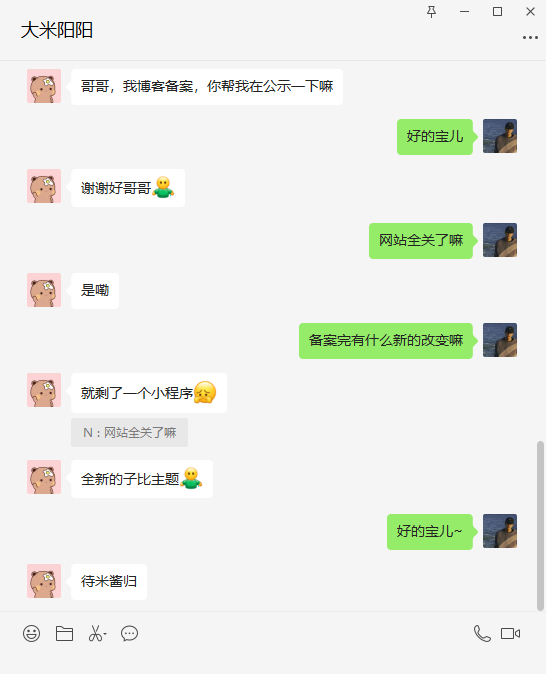 大米阳阳
哥哥，我博客备案，你帮我在公示一下嘛
好的宝儿
谢谢好哥哥
网站全关了嘛
是嘞
备案完有什么新的改变嘛
就剩了一个小程序
N：网站全关了嘛
全新的子比主题
好的宝儿~
待米酱归